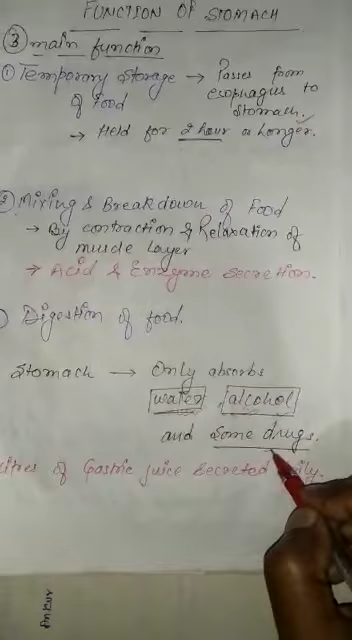 FUNCTION OF STOMACH
③ main function
① Temporary Storage → Passes from
of Food esophagus to
stomach.
→ Held for 2 hour or longer.
② Mixing & Breakdown of Food
→ By contraction & Relaxation of
muscle layer
→ Acid & Enzyme secretion.
Digestion of food.
Stomach → Only absorbs
water, alcohol
and some drugs.
of Gastric juice secreted
Ankur